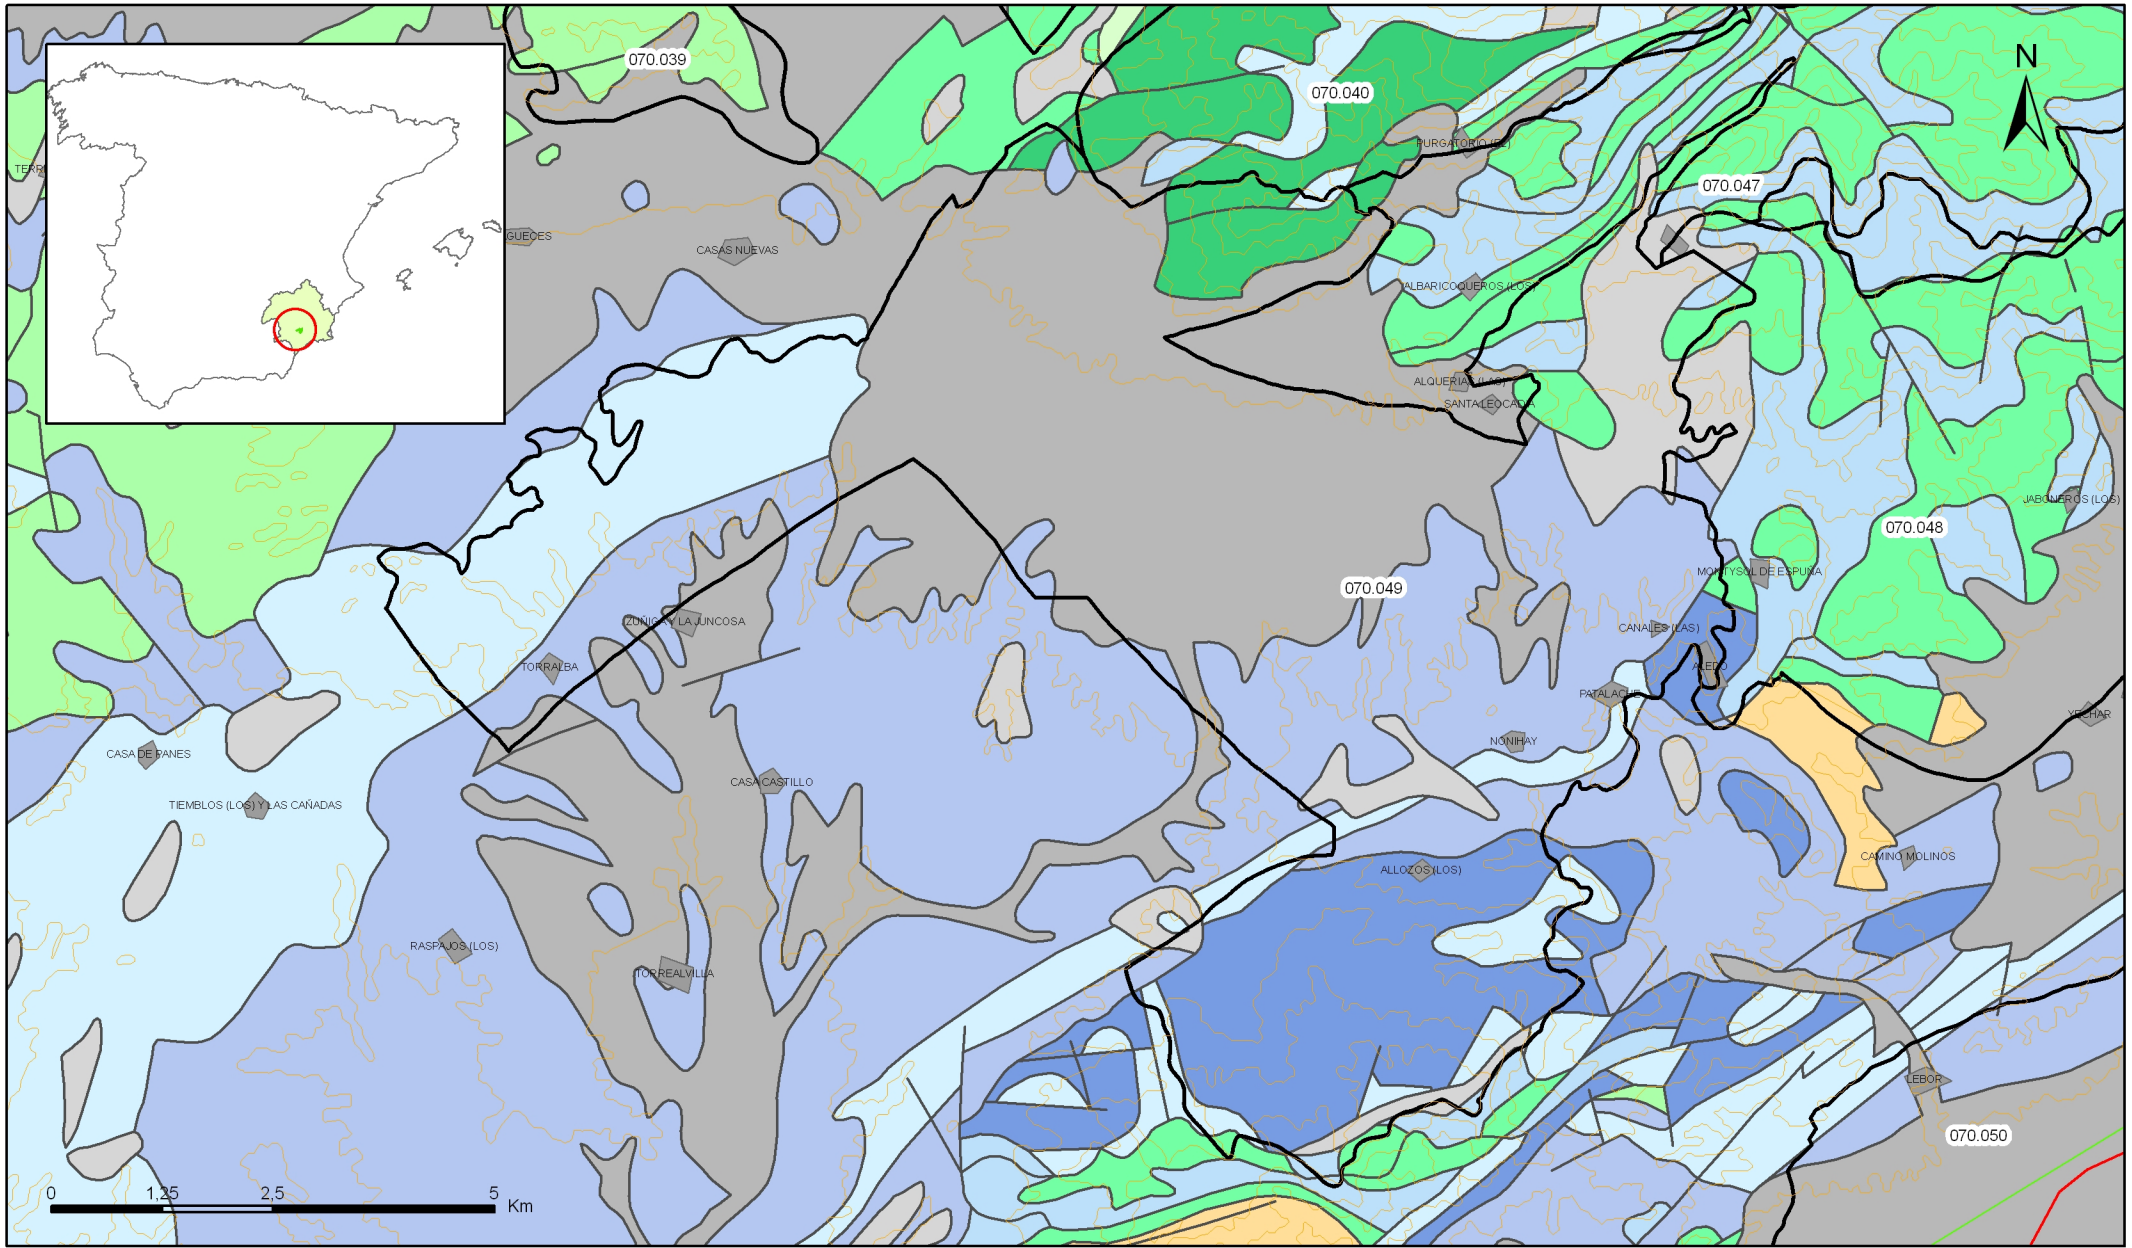 070.039
070.040
N
PURGATORIO (EL)
TERR
070.047
GUECES
CASAS NUEVAS
ALBARICOQUEROS (LOS)
ALQUERIAS (LAS)
SANTA LEOCADIA
JABONEROS (LOS)
070.048
MONTYSOL DE ESPUÑA
070.049
ZUÑIGA Y LA JUNCOSA
CANALES (LAS)
TORRALBA
ALEDO
PATALACHE
YECHAR
NONIHAY
CASA DE PANES
CASA CASTILLO
TIEMBLOS (LOS) Y LAS CAÑADAS
CAMINO MOLINOS
ALLOZOS (LOS)
RASPAJOS (LOS)
TORREALVILLA
LEBOR
070.050
0 1,25 2,5 5
Km